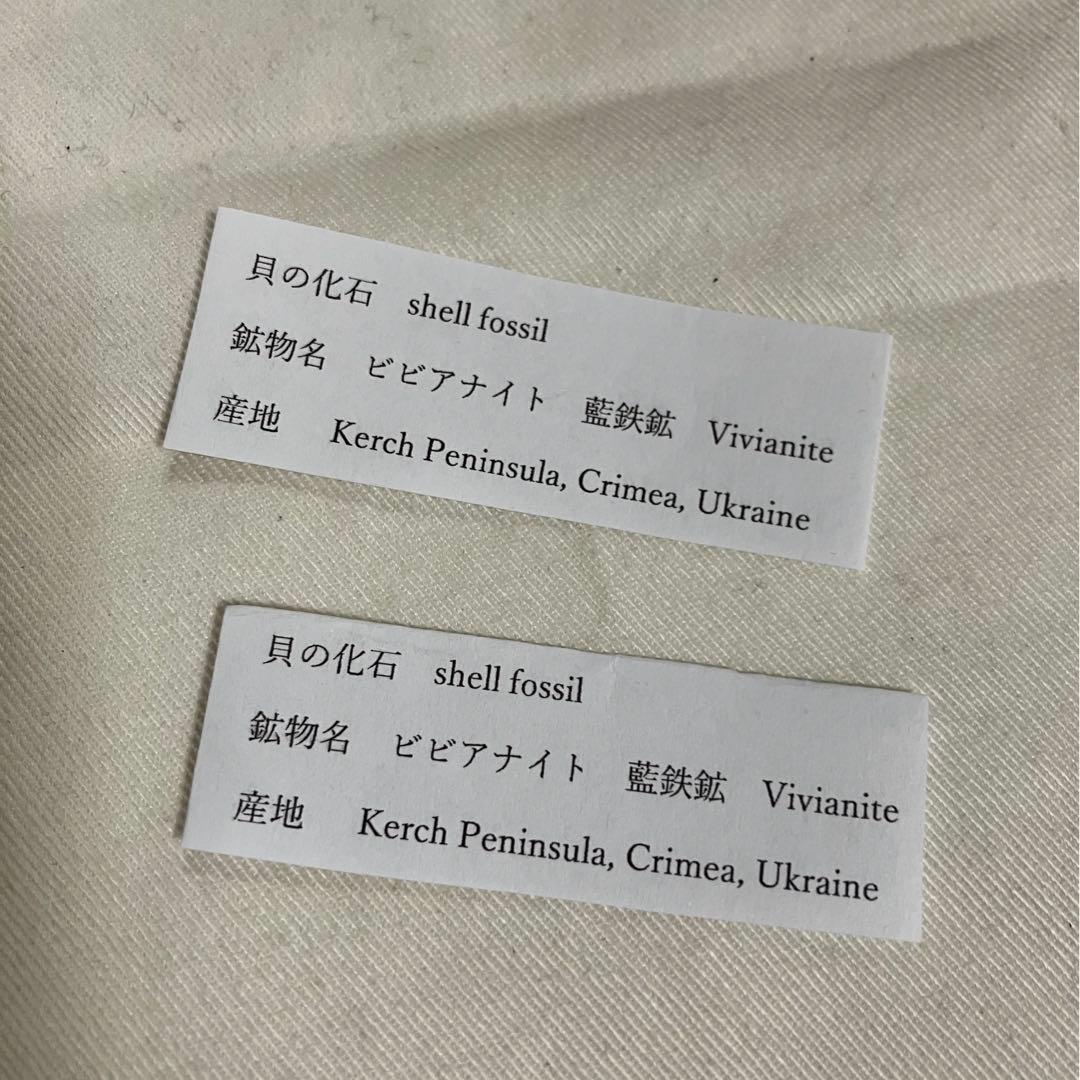 貝の化石　shell fossil
鉱物名　ビビアナイト　藍鉄鉱　Vivianite
産地　Kerch Peninsula, Crimea, Ukraine
貝の化石　shell fossil
鉱物名　ビビアナイト　藍鉄鉱　Vivianite
産地　Kerch Peninsula, Crimea, Ukraine